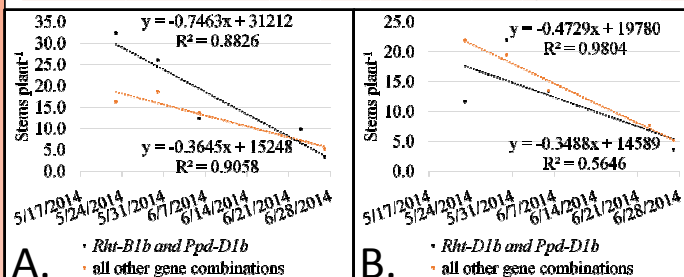 35.0
30.0
25.0
20.0
15.0
10.0
5.0
0.0
Stems plant-1
y = -0.7463x + 31212
R² = 0.8826
y = -0.3645x + 15248
R² = 0.9058
5/17/2014
5/24/2014
5/31/2014
6/7/2014
6/14/2014
6/21/2014
6/28/2014
Rht-B1b and Ppd-D1b
all other gene combinations
A.
25.0
20.0
15.0
10.0
5.0
0.0
Stems plant-1
y = -0.4729x + 19780
R² = 0.9804
y = -0.3488x + 14589
R² = 0.5646
5/17/2014
5/24/2014
5/31/2014
6/7/2014
6/14/2014
6/21/2014
6/28/2014
Rht-D1b and Ppd-D1b
all other gene combinations
B.